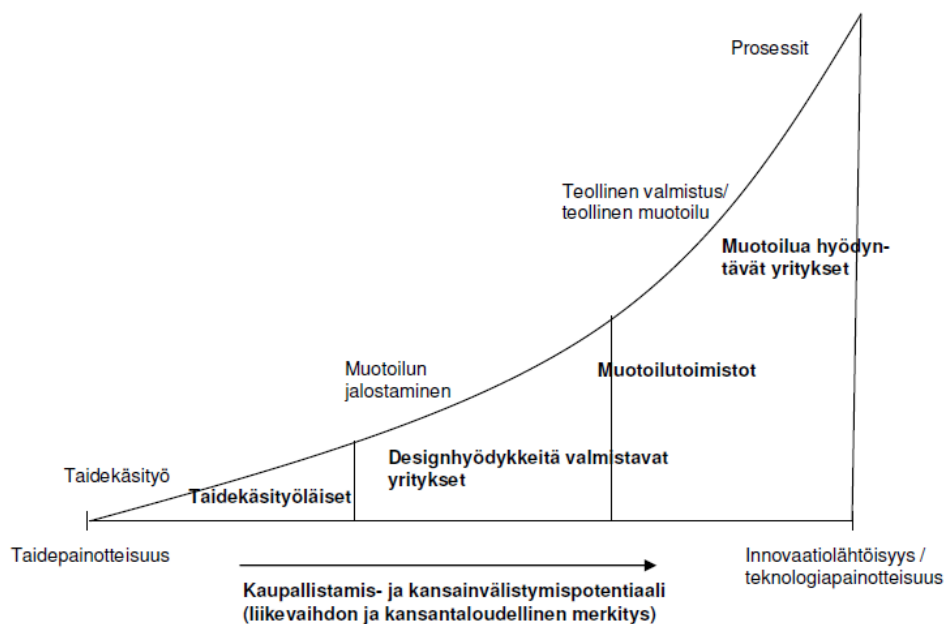 Prosessit
Teollinen valmistus/
teollinen muotoilu
Muotoilua hyödyn-
tävät yritykset
Muotoilun
jalostaminen
Muotoilutoimistot
Designhyödykkeitä valmistavat
yritykset
Taidekäsityö
Taidekäsityöläiset
Taidepainotteisuus
Innovaatiolähtöisyys /
teknologiapainotteisuus
Kaupallistamis- ja kansainvälistymispotentiaali
(liikevaihdon ja kansantaloudellinen merkitys)